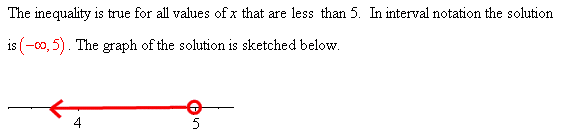 The inequality is true for all values of x that are less than 5. In interval notation the solution
is (−∞, 5). The graph of the solution is sketched below.
4 5